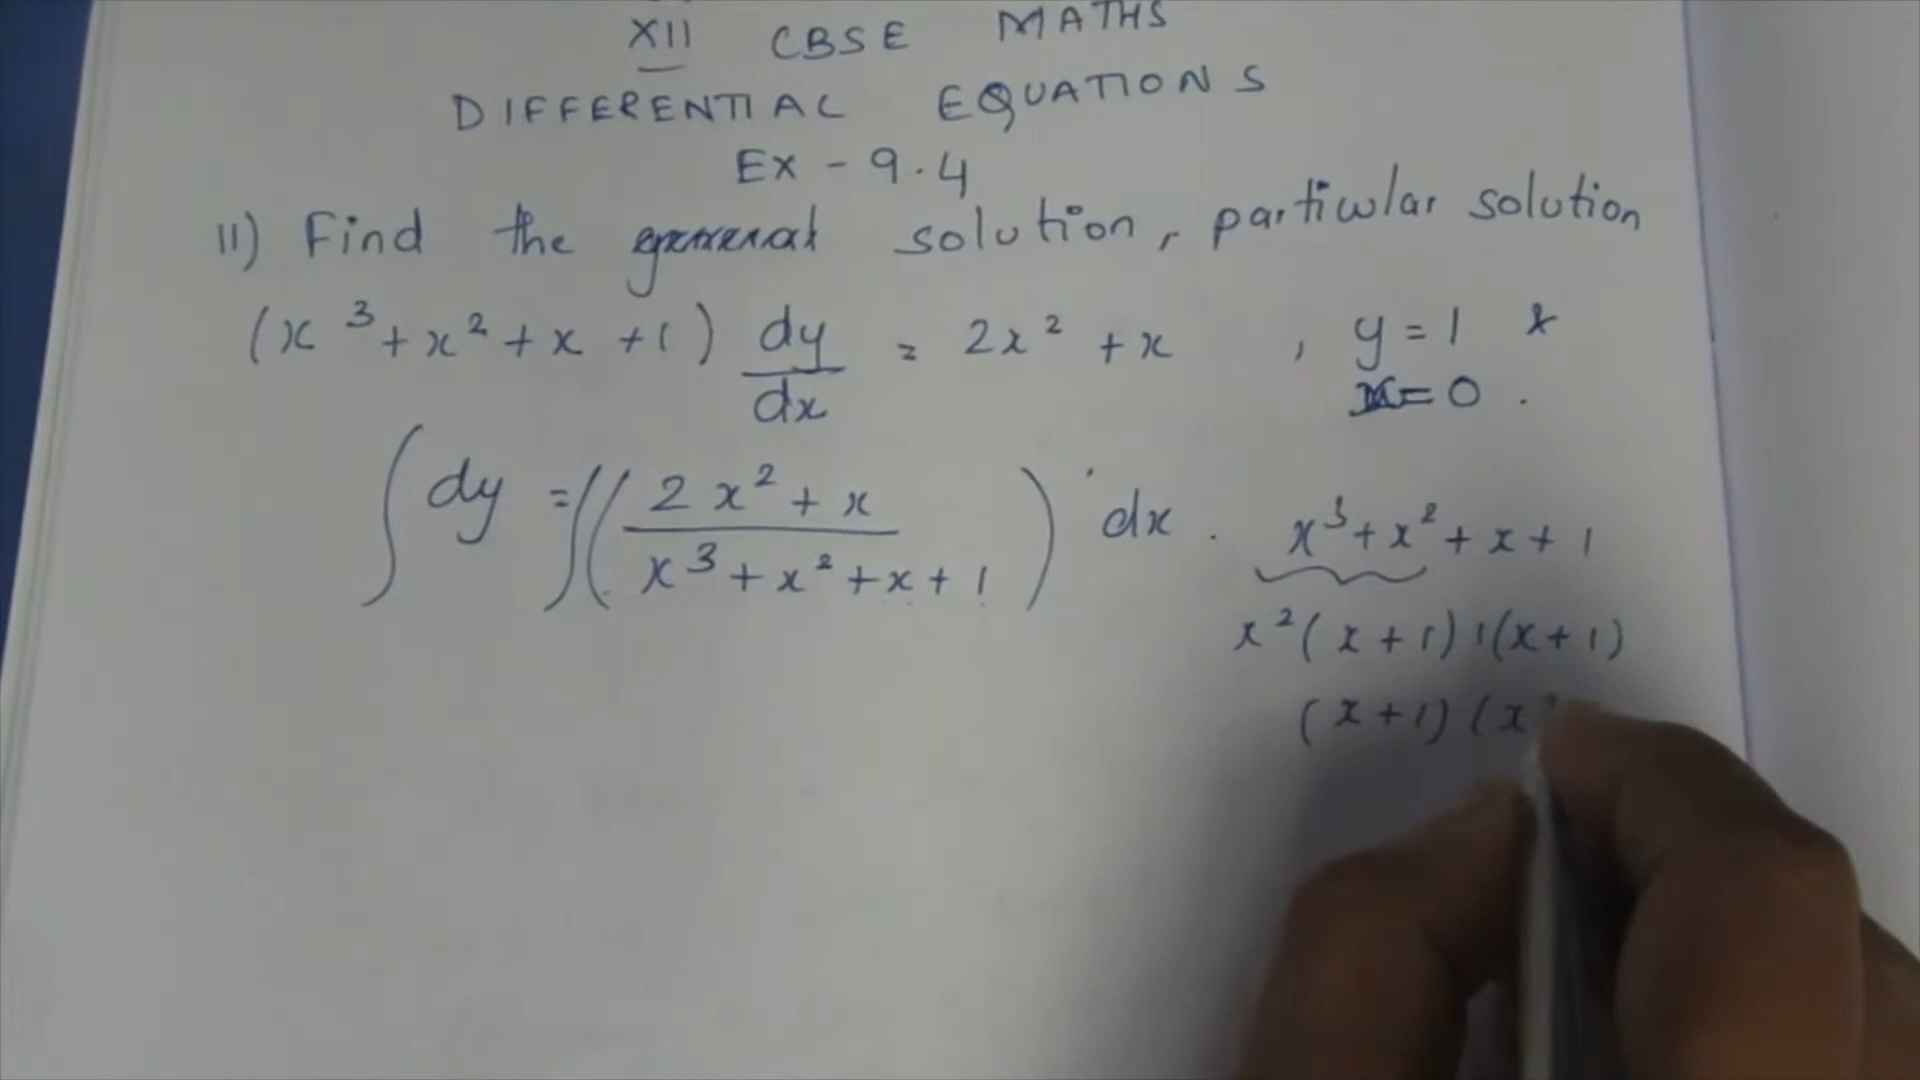 XII CBSE MATHS
DIFFERENTIAL EQUATIONS
Ex - 9.4
11) Find the general solution, particular solution
(x³ + x² + x + 1) dy/dx = 2x² + x , y = 1 &
x = 0 .
∫ dy = ∫ ( (2x² + x) / (x³ + x² + x + 1) ) dx .
x³ + x² + x + 1
x² (x + 1) 1(x + 1)
(x + 1) (x